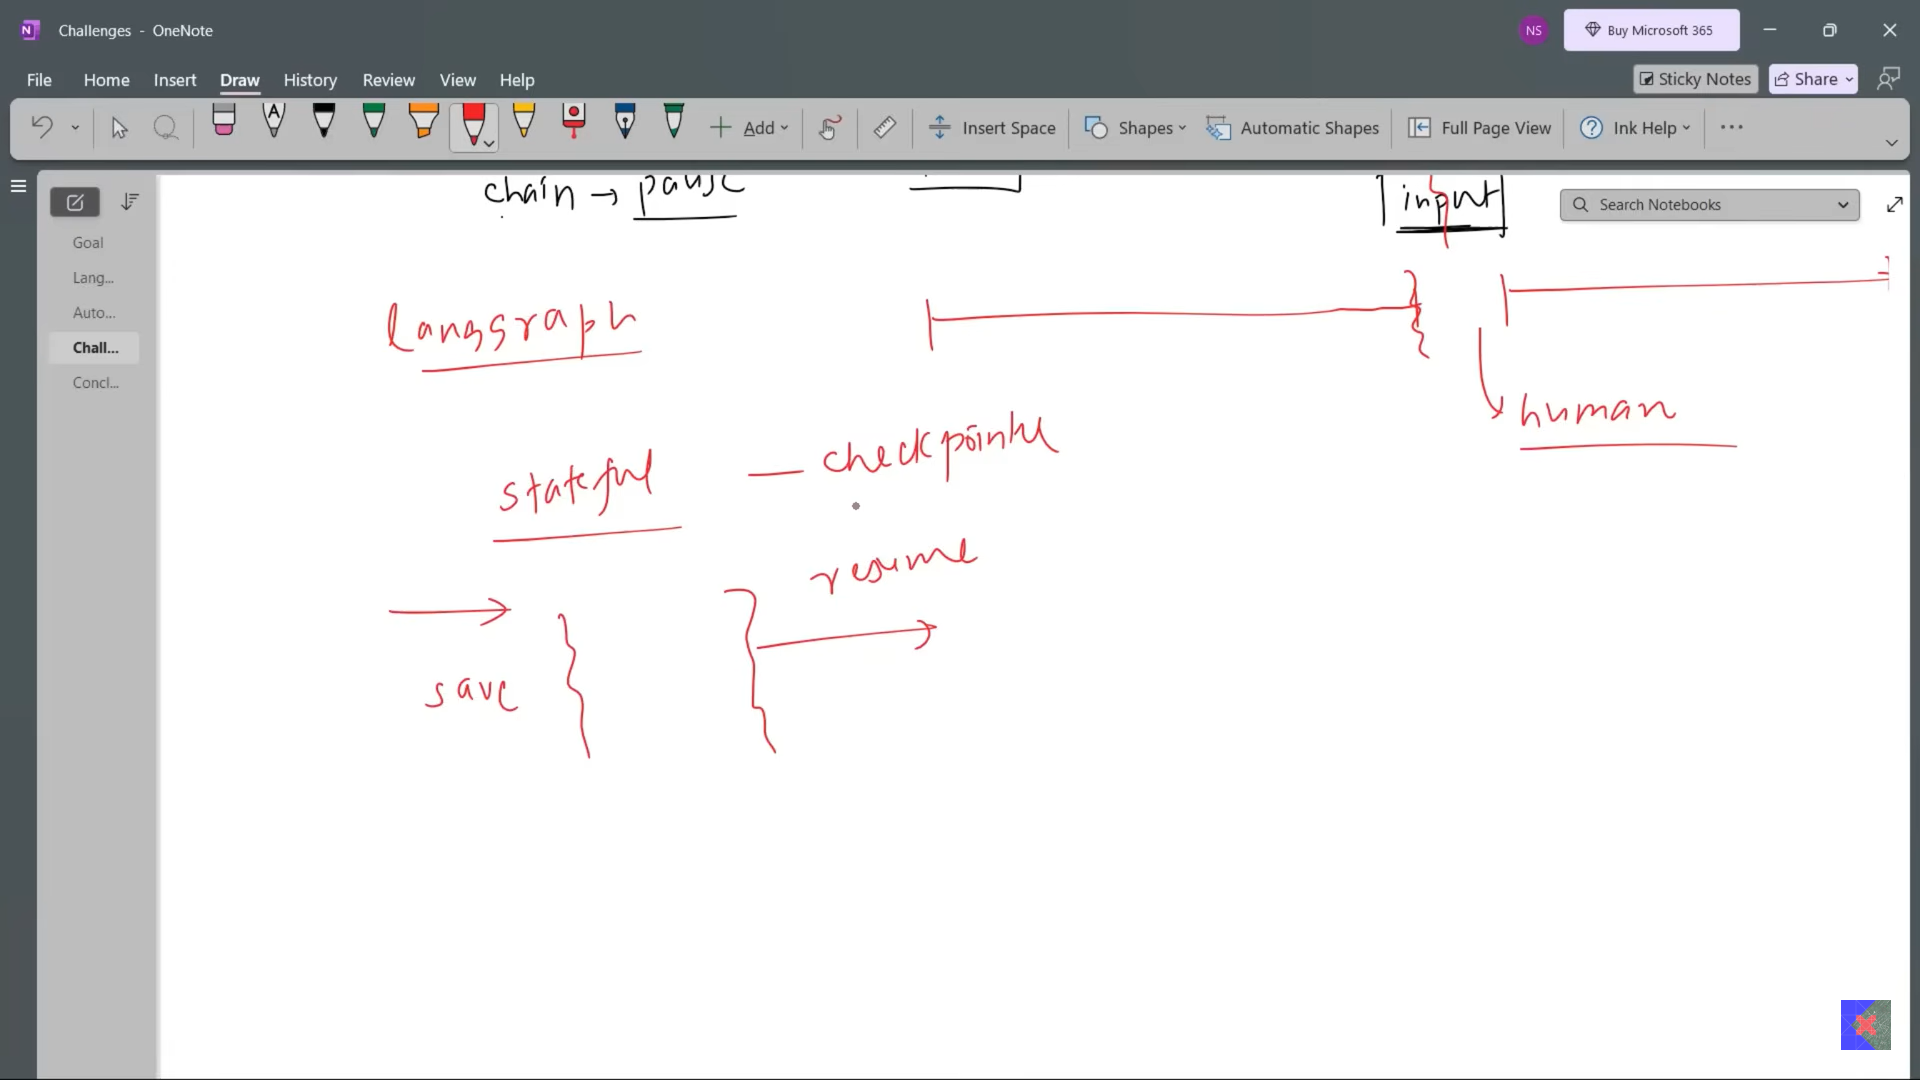 Challenges - OneNote
NS
Buy Microsoft 365
File Home Insert Draw History Review View Help
Sticky Notes
Share
A
Add
Insert Space
Shapes
Automatic Shapes
Full Page View
Ink Help
Goal
Lang...
Auto...
Chall...
Concl...
Search Notebooks
chain → pause
input
langgraph
human
stateful — checkpointer
resume
save